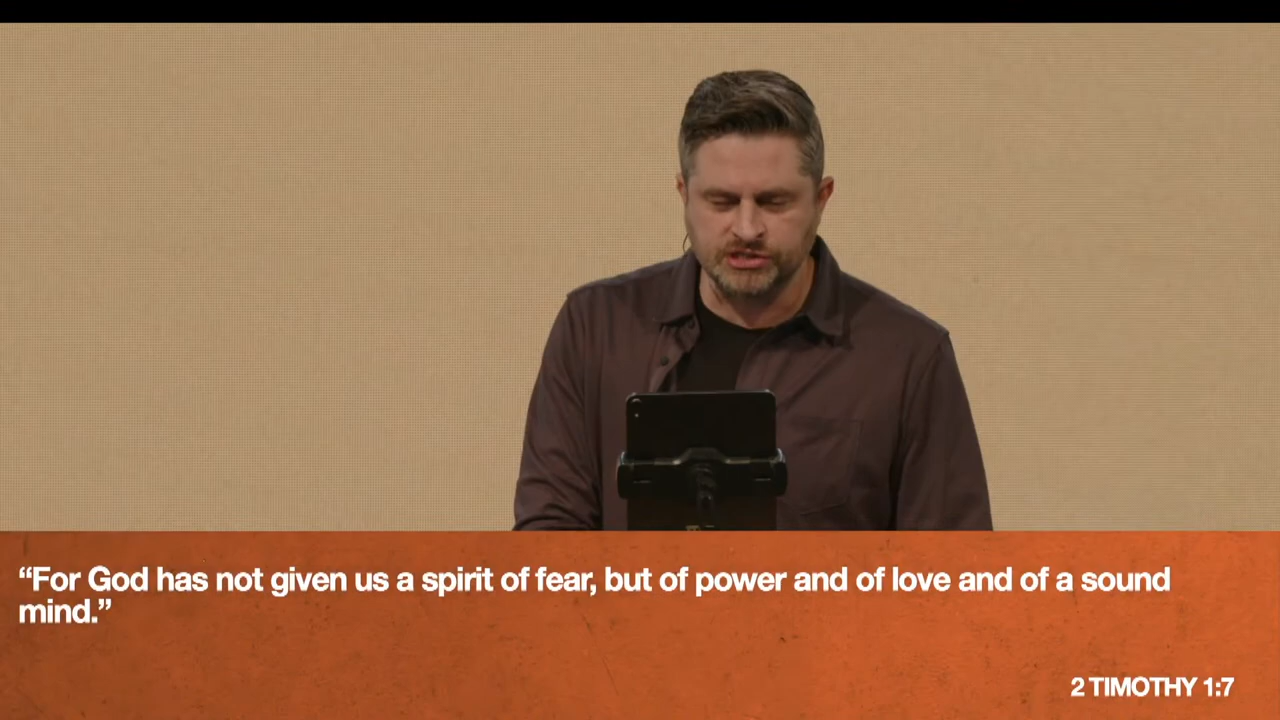 “For God has not given us a spirit of fear, but of power and of love and of a sound
mind.”
2 TIMOTHY 1:7